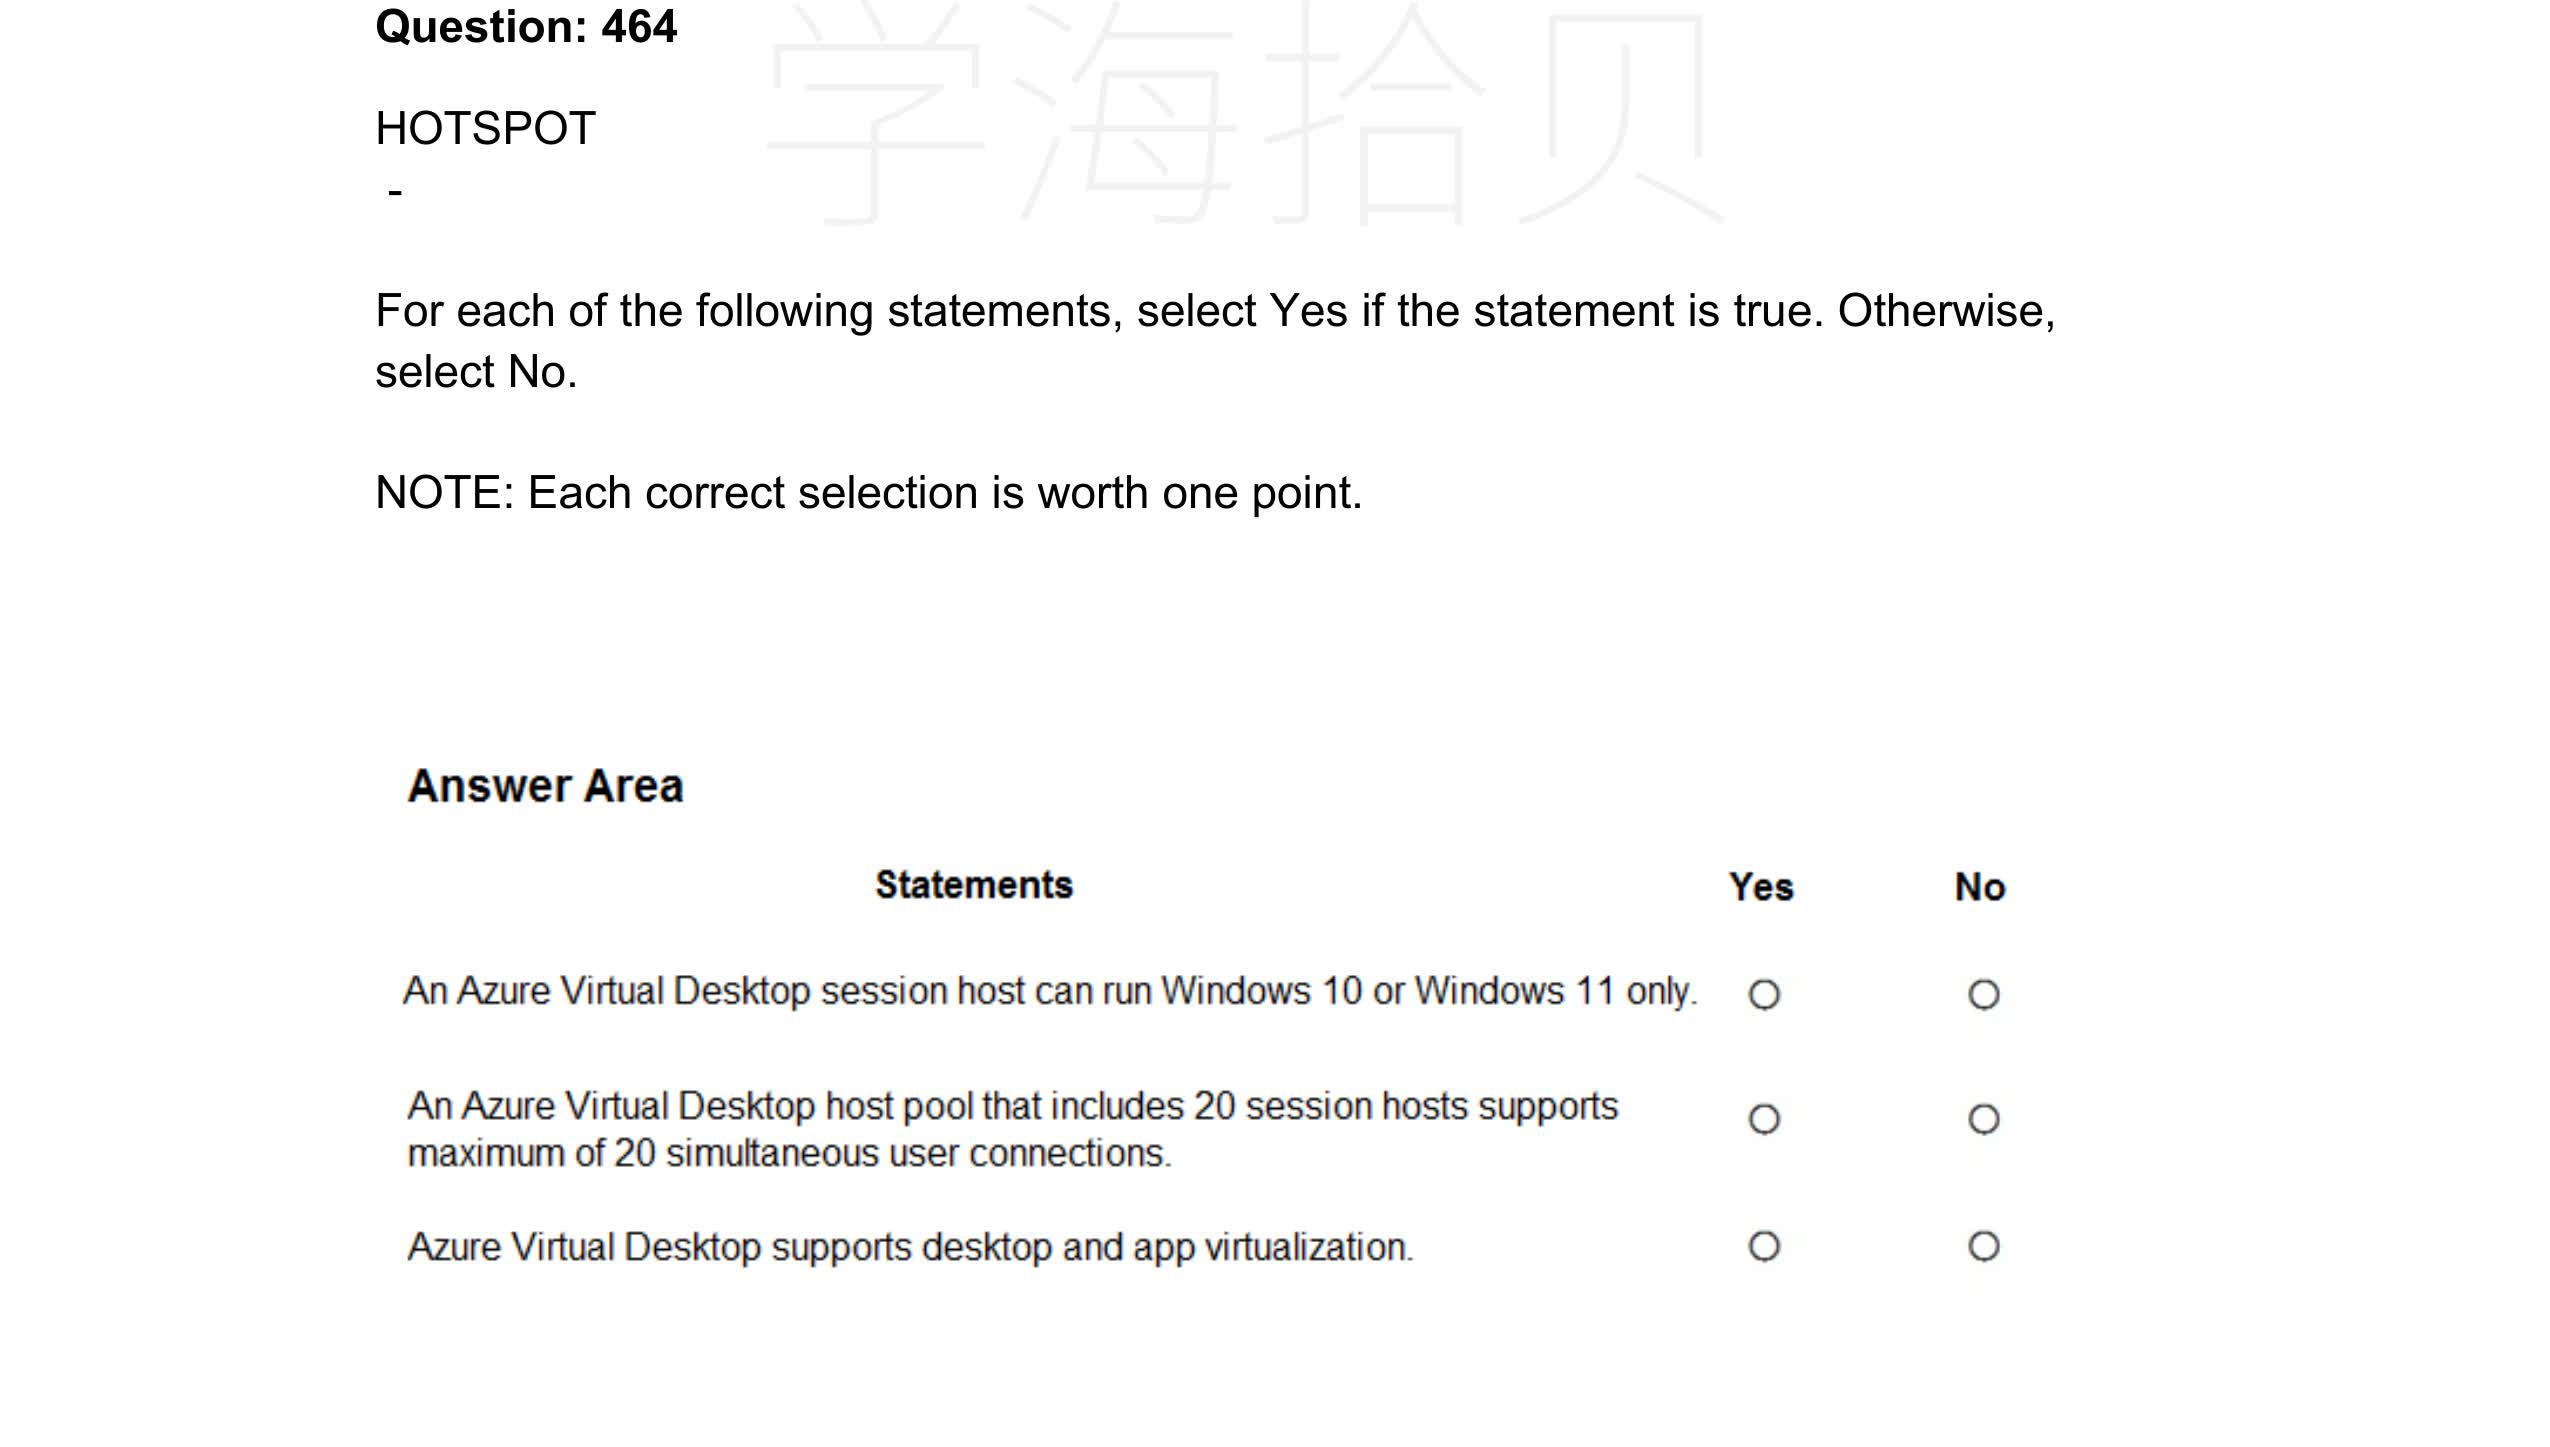 Question: 464
学海拾贝
HOTSPOT
-
For each of the following statements, select Yes if the statement is true. Otherwise,
select No.
NOTE: Each correct selection is worth one point.
Answer Area
Statements Yes No
An Azure Virtual Desktop session host can run Windows 10 or Windows 11 only.
An Azure Virtual Desktop host pool that includes 20 session hosts supports
maximum of 20 simultaneous user connections.
Azure Virtual Desktop supports desktop and app virtualization.